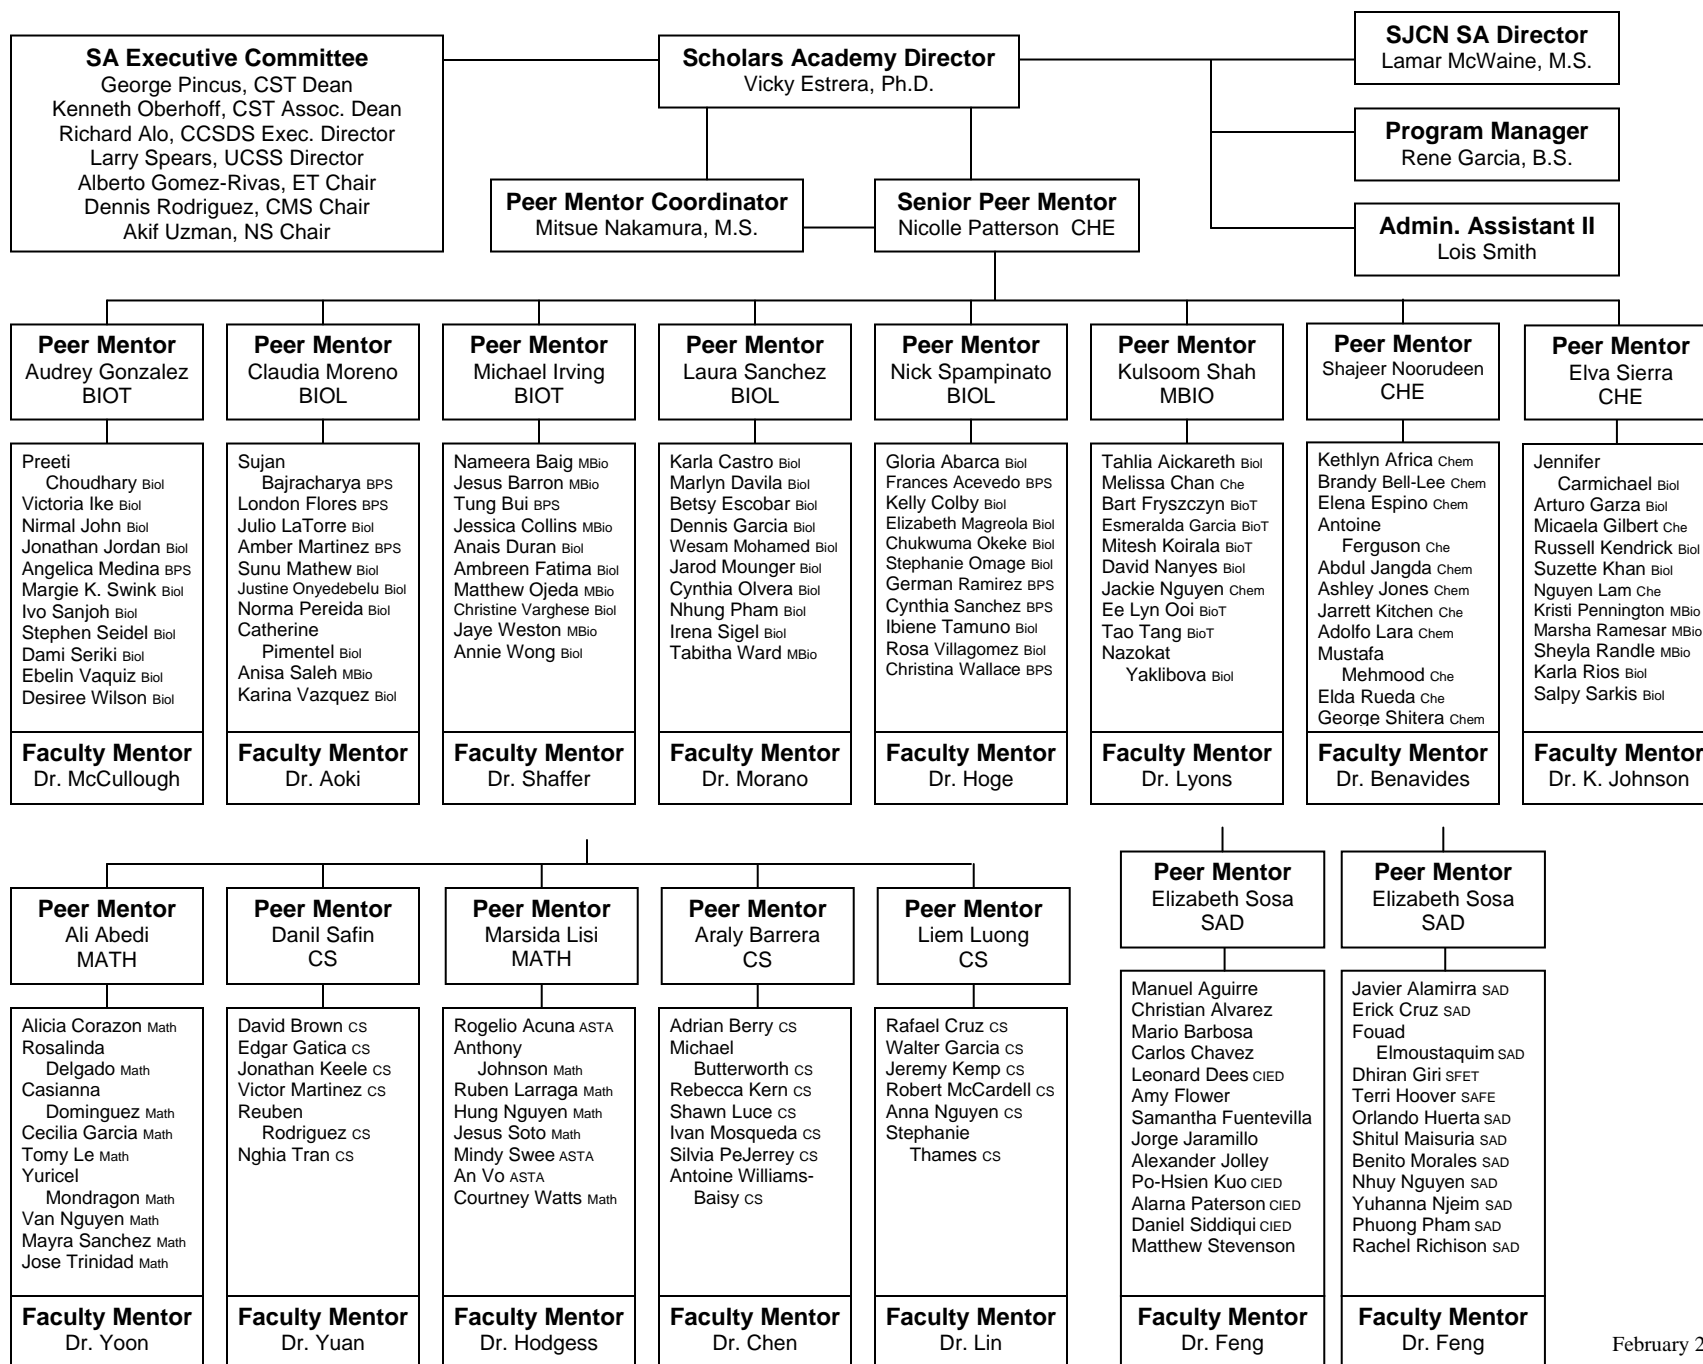 SA Executive Committee
George Pincus, CST Dean
Kenneth Oberhoff, CST Assoc. Dean
Richard Alo, CCSDS Exec. Director
Larry Spears, UCSS Director
Alberto Gomez-Rivas, ET Chair
Dennis Rodriguez, CMS Chair
Akif Uzman, NS Chair
Scholars Academy Director
Vicky Estrera, Ph.D.
SJCN SA Director
Lamar McWaine, M.S.
Program Manager
Rene Garcia, B.S.
Admin. Assistant II
Lois Smith
Peer Mentor Coordinator
Mitsue Nakamura, M.S.
Senior Peer Mentor
Nicolle Patterson CHE
Peer Mentor
Audrey Gonzalez
BIOT
Preeti
Choudhary Biol
Victoria Ike Biol
Nirmal John Biol
Jonathan Jordan Biol
Angelica Medina BPS
Margie K. Swink Biol
Ivo Sanjoh Biol
Stephen Seidel Biol
Dami Seriki Biol
Ebelin Vaquiz Biol
Desiree Wilson Biol
Faculty Mentor
Dr. McCullough
Peer Mentor
Claudia Moreno
BIOL
Sujan
Bajracharya BPS
London Flores BPS
Julio LaTorre Biol
Amber Martinez BPS
Sunu Mathew Biol
Justine Onyedebelu Biol
Norma Pereida Biol
Catherine
Pimentel Biol
Anisa Saleh MBio
Karina Vazquez Biol
Faculty Mentor
Dr. Aoki
Peer Mentor
Michael Irving
BIOT
Nameera Baig MBio
Jesus Barron MBio
Tung Bui BPS
Jessica Collins MBio
Anais Duran Biol
Ambreen Fatima Biol
Matthew Ojeda MBio
Christine Varghese Biol
Jaye Weston MBio
Annie Wong Biol
Faculty Mentor
Dr. Shaffer
Peer Mentor
Laura Sanchez
BIOL
Karla Castro Biol
Marlyn Davila Biol
Betsy Escobar Biol
Dennis Garcia Biol
Wesam Mohamed Biol
Jarod Mounger Biol
Cynthia Olvera Biol
Nhung Pham Biol
Irena Sigel Biol
Tabitha Ward MBio
Faculty Mentor
Dr. Morano
Peer Mentor
Nick Spampinato
BIOL
Gloria Abarca Biol
Frances Acevedo BPS
Kelly Colby Biol
Elizabeth Magreola Biol
Chukwuma Okeke Biol
Stephanie Omage Biol
German Ramirez BPS
Cynthia Sanchez BPS
Ibiene Tamuno Biol
Rosa Villagomez Biol
Christina Wallace BPS
Faculty Mentor
Dr. Hoge
Peer Mentor
Kulsoom Shah
MBIO
Tahlia Aickareth Biol
Melissa Chan Che
Bart Fryszczyn BioT
Esmeralda Garcia BioT
Mitesh Koirala BioT
David Nanyes Biol
Jackie Nguyen Chem
Ee Lyn Ooi BioT
Tao Tang BioT
Nazokat
Yaklibova Biol
Faculty Mentor
Dr. Lyons
Peer Mentor
Shajeer Noorudeen
CHE
Kethlyn Africa Chem
Brandy Bell-Lee Chem
Elena Espino Chem
Antoine
Ferguson Che
Abdul Jangda Chem
Ashley Jones Chem
Jarrett Kitchen Che
Adolfo Lara Chem
Mustafa
Mehmood Che
Elda Rueda Che
George Shitera Chem
Faculty Mentor
Dr. Benavides
Peer Mentor
Elva Sierra
CHE
Jennifer
Carmichael Biol
Arturo Garza Biol
Micaela Gilbert Che
Russell Kendrick Biol
Suzette Khan Biol
Nguyen Lam Che
Kristi Pennington MBio
Marsha Ramesar MBio
Sheyla Randle MBio
Karla Rios Biol
Salpy Sarkis Biol
Faculty Mentor
Dr. K. Johnson
Peer Mentor
Ali Abedi
MATH
Alicia Corazon Math
Rosalinda
Delgado Math
Casianna
Dominguez Math
Cecilia Garcia Math
Tomy Le Math
Yuricel
Mondragon Math
Van Nguyen Math
Mayra Sanchez Math
Jose Trinidad Math
Faculty Mentor
Dr. Yoon
Peer Mentor
Danil Safin
CS
David Brown CS
Edgar Gatica CS
Jonathan Keele CS
Victor Martinez CS
Reuben
Rodriguez CS
Nghia Tran CS
Faculty Mentor
Dr. Yuan
Peer Mentor
Marsida Lisi
MATH
Rogelio Acuna ASTA
Anthony
Johnson Math
Ruben Larraga Math
Hung Nguyen Math
Jesus Soto Math
Mindy Swee ASTA
An Vo ASTA
Courtney Watts Math
Faculty Mentor
Dr. Hodgess
Peer Mentor
Araly Barrera
CS
Adrian Berry CS
Michael
Butterworth CS
Rebecca Kern CS
Shawn Luce CS
Ivan Mosqueda CS
Silvia PeJerrey CS
Antoine Williams-
Baisy CS
Faculty Mentor
Dr. Chen
Peer Mentor
Liem Luong
CS
Rafael Cruz CS
Walter Garcia CS
Jeremy Kemp CS
Robert McCardell CS
Anna Nguyen CS
Stephanie
Thames CS
Faculty Mentor
Dr. Lin
Peer Mentor
Elizabeth Sosa
SAD
Manuel Aguirre
Christian Alvarez
Mario Barbosa
Carlos Chavez
Leonard Dees CIED
Amy Flower
Samantha Fuentevilla
Jorge Jaramillo
Alexander Jolley
Po-Hsien Kuo CIED
Alarna Paterson CIED
Daniel Siddiqui CIED
Matthew Stevenson
Faculty Mentor
Dr. Feng
Peer Mentor
Elizabeth Sosa
SAD
Javier Alamirra SAD
Erick Cruz SAD
Fouad
Elmoustaquim SAD
Dhiran Giri SFET
Terri Hoover SAFE
Orlando Huerta SAD
Shitul Maisuria SAD
Benito Morales SAD
Nhuy Nguyen SAD
Yuhanna Njeim SAD
Phuong Pham SAD
Rachel Richison SAD
Faculty Mentor
Dr. Feng
February 2